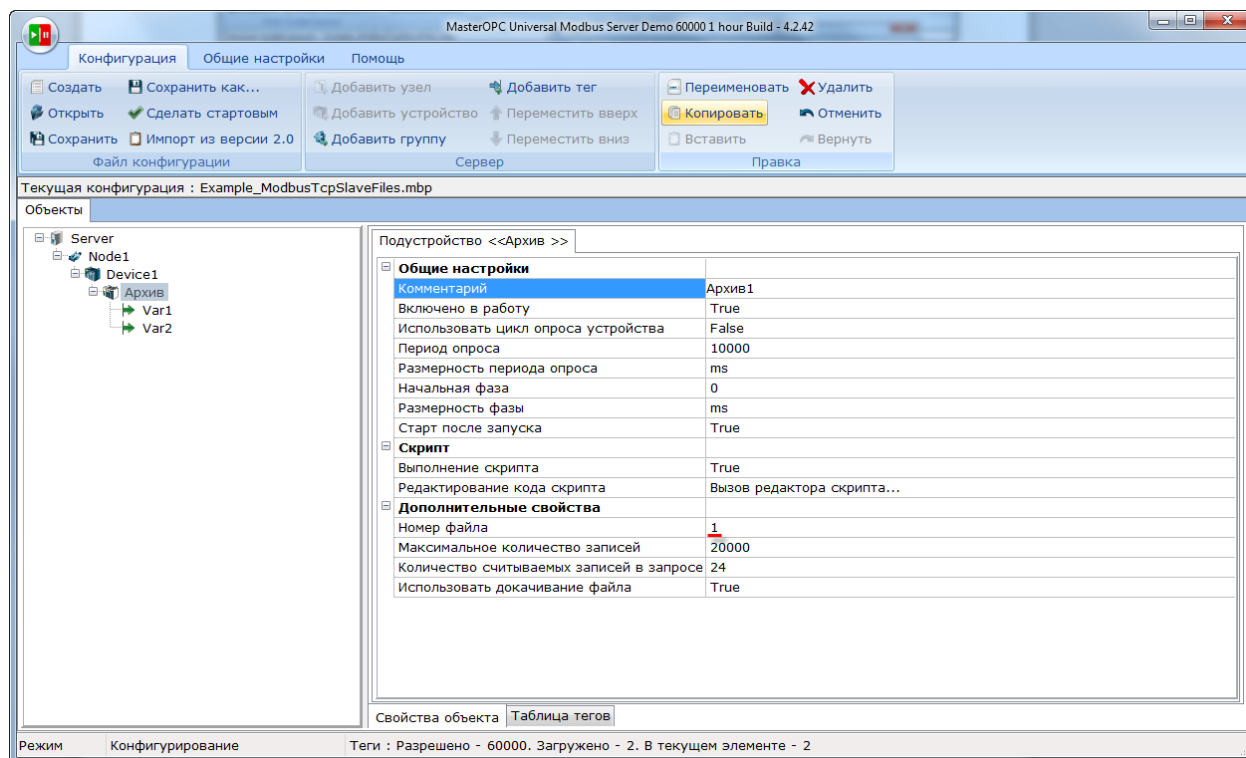 MasterOPC Universal Modbus Server Demo 60000 1 hour Build - 4.2.42
Конфигурация Общие настройки Помощь
Создать Сохранить как... Добавить узел Добавить тег Переименовать Удалить
Открыть Сделать стартовым Добавить устройство Переместить вверх Копировать Отменить
Сохранить Импорт из версии 2.0 Добавить группу Переместить вниз Вставить Вернуть
Файл конфигурации Сервер Правка
Текущая конфигурация : Example_ModbusTcpSlaveFiles.mbp
Объекты
Server
Node1
Device1
Архив
Var1
Var2
Подустройство <<Архив >>
Общие настройки
Комментарий Архив1
Включено в работу True
Использовать цикл опроса устройства False
Период опроса 10000
Размерность периода опроса ms
Начальная фаза 0
Размерность фазы ms
Старт после запуска True
Скрипт
Выполнение скрипта True
Редактирование кода скрипта Вызов редактора скрипта...
Дополнительные свойства
Номер файла 1
Максимальное количество записей 20000
Количество считываемых записей в запросе 24
Использовать докачивание файла True
Свойства объекта Таблица тегов
Режим Конфигурирование Теги : Разрешено - 60000. Загружено - 2. В текущем элементе - 2